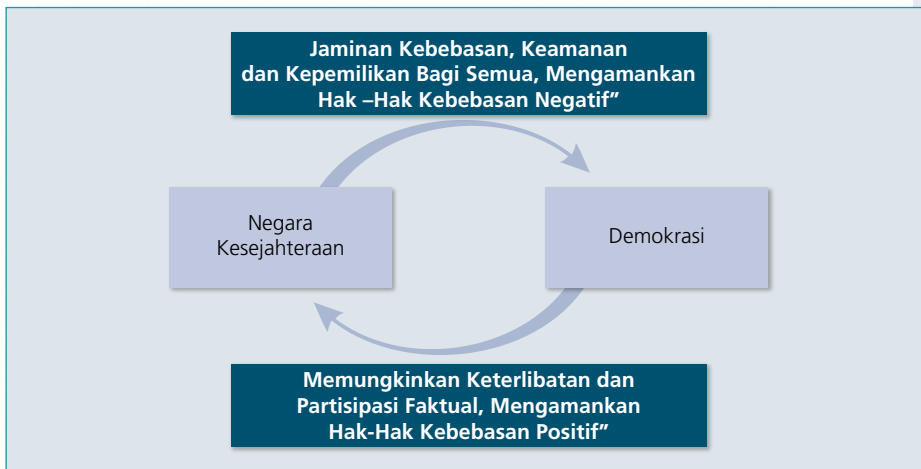 Jaminan Kebebasan, Keamanan
dan Kepemilikan Bagi Semua, Mengamankan
Hak –Hak Kebebasan Negatif”
Negara
Kesejahteraan
Demokrasi
Memungkinkan Keterlibatan dan
Partisipasi Faktual, Mengamankan
Hak-Hak Kebebasan Positif”